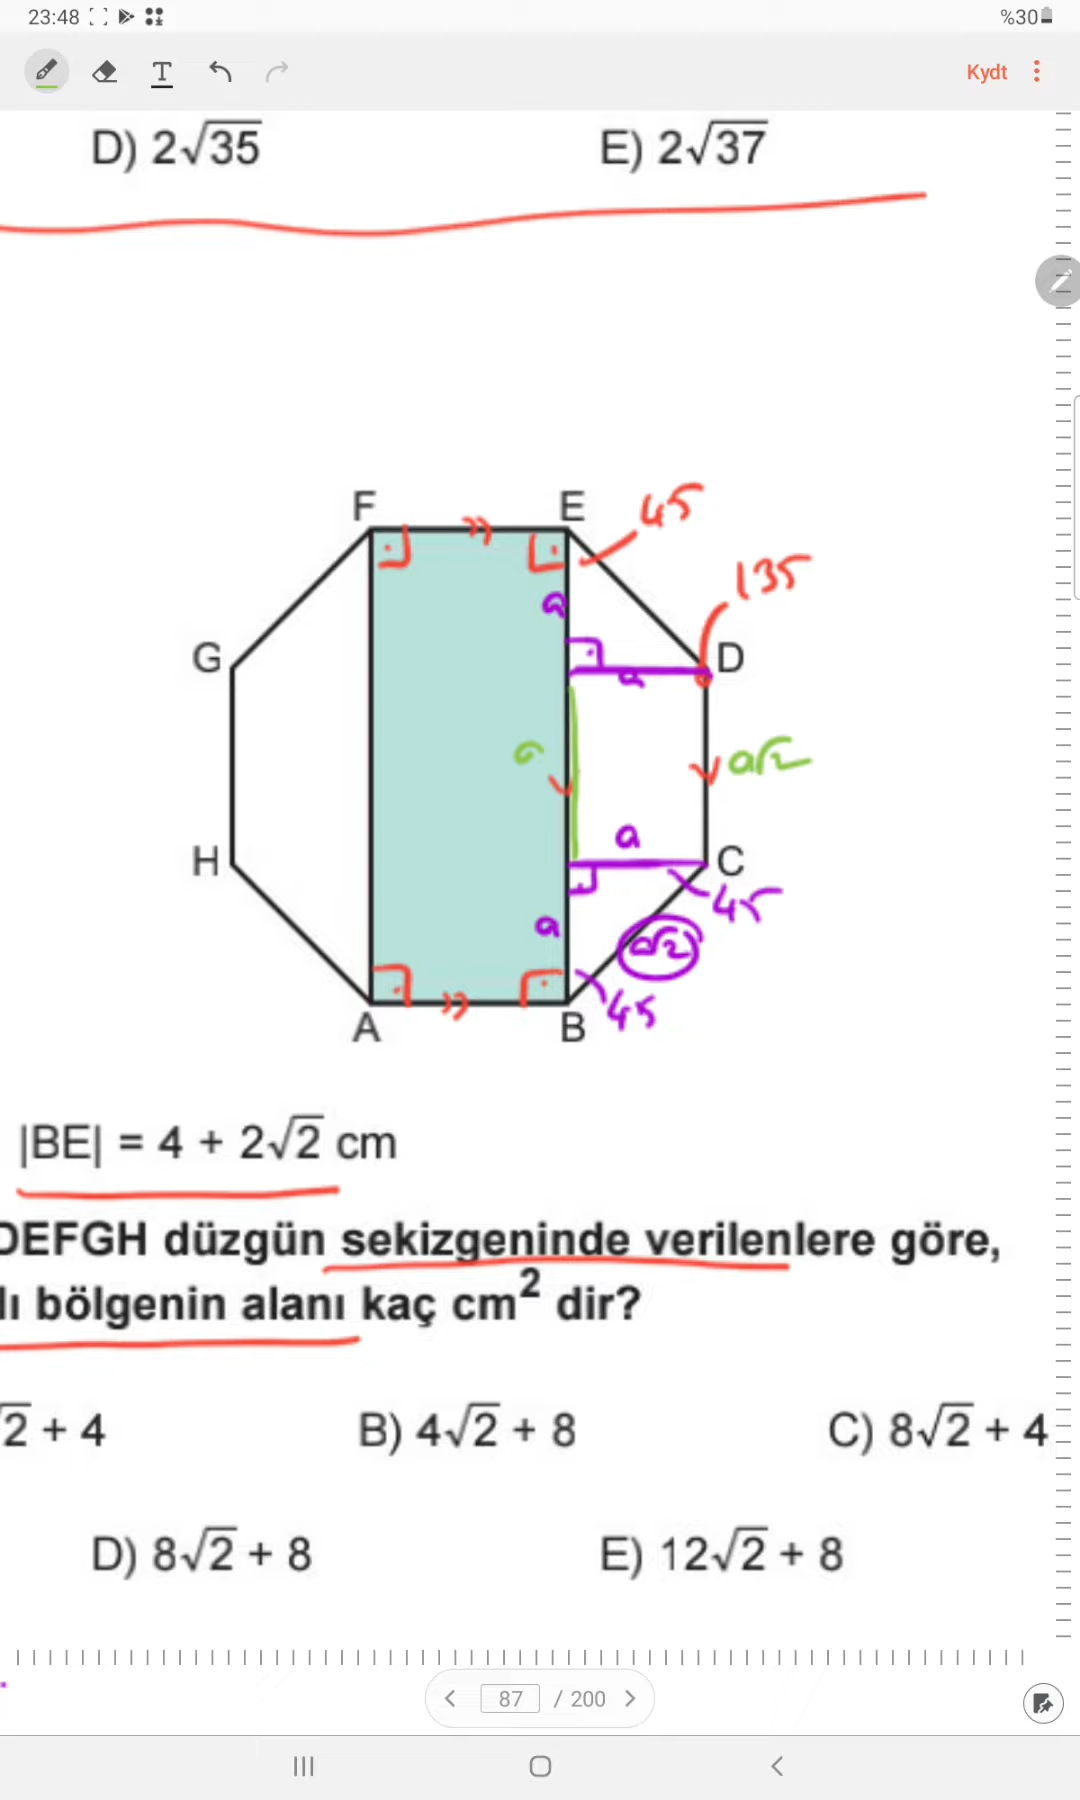 23:48
%30
T
Kydt
D) 2√35 E) 2√37
F E 45
135
a
G D
a
a a√2
a
H C
45
a a√2
A B 45
|BE| = 4 + 2√2 cm
DEFGH düzgün sekizgeninde verilenlere göre,
lı bölgenin alanı kaç cm² dir?
√2 + 4 B) 4√2 + 8 C) 8√2 + 4
D) 8√2 + 8 E) 12√2 + 8
87 / 200